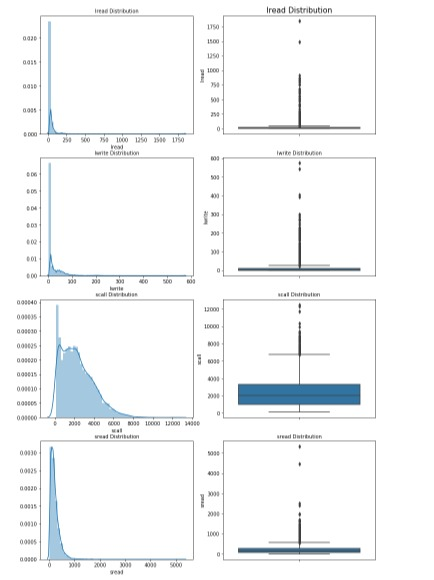 lread Distribution
lread Distribution
0.020
0.015
0.010
0.005
0.000
0 250 500 750 1000 1250 1500 1750
lread
1750
1500
1250
1000
750
500
250
0
lread
lwrite Distribution
lwrite Distribution
0.06
0.05
0.04
0.03
0.02
0.01
0.00
0 100 200 300 400 500 600
lwrite
600
500
400
300
200
100
0
lwrite
scall Distribution
scall Distribution
0.00040
0.00035
0.00030
0.00025
0.00020
0.00015
0.00010
0.00005
0.00000
0 2000 4000 6000 8000 10000 12000 14000
scall
12000
10000
8000
6000
4000
2000
0
scall
sread Distribution
sread Distribution
0.0030
0.0025
0.0020
0.0015
0.0010
0.0005
0.0000
0 1000 2000 3000 4000 5000
sread
5000
4000
3000
2000
1000
0
sread